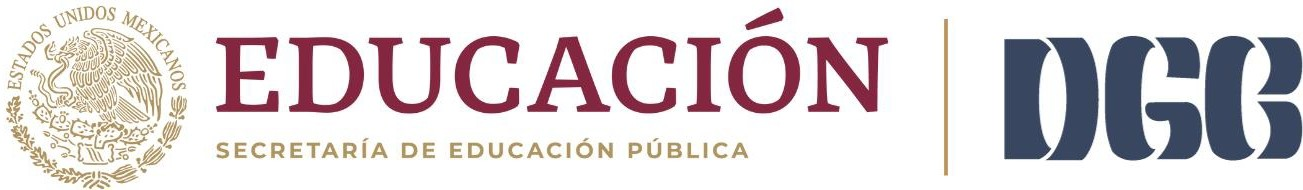 ESTADOS UNIDOS MEXICANOS
EDUCACIÓN
SECRETARÍA DE EDUCACIÓN PÚBLICA
DGB